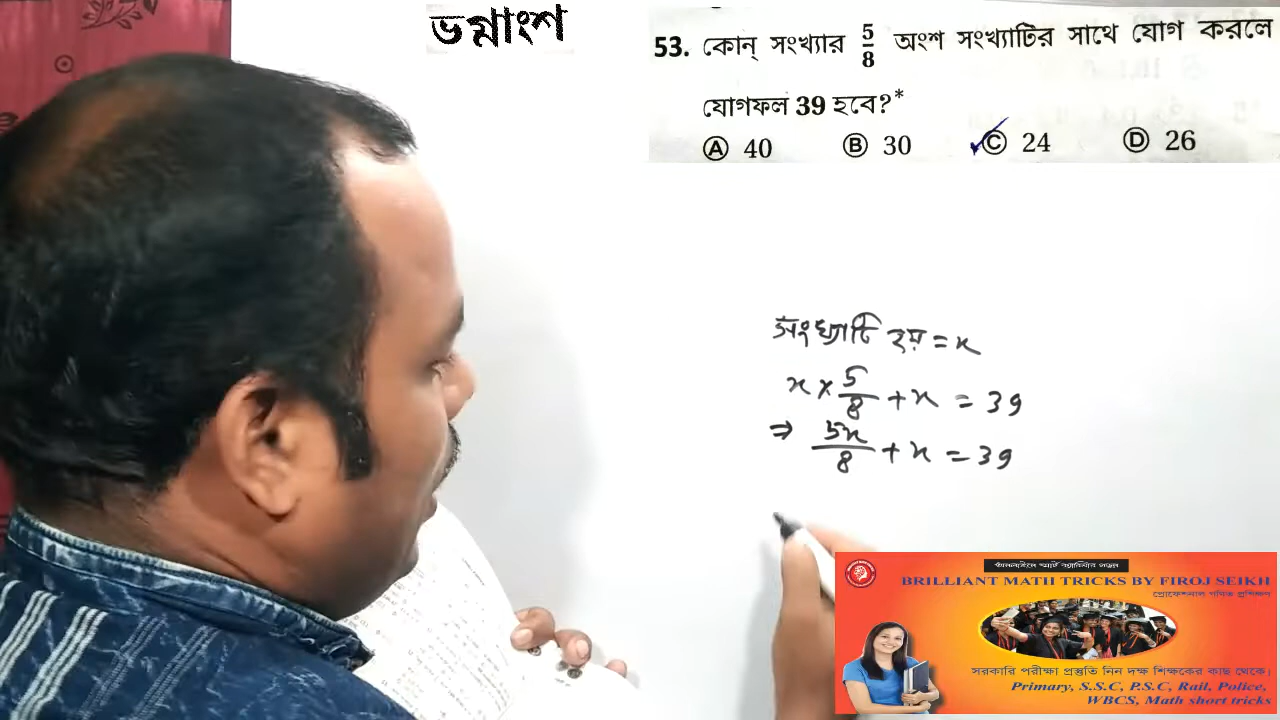 ভগ্নাংশ
53. কোন্ সংখ্যার 5/8 অংশ সংখ্যাটির সাথে যোগ করলে
যোগফল 39 হবে?*
Ⓐ 40 Ⓑ 30 Ⓒ 24 Ⓓ 26
সংখ্যাটি হয় = x
x × 5/8 + x = 39
⇒ 5x/8 + x = 39
BRILLIANT MATH TRICKS BY FIROJ SEIKH
প্রোফেশনাল গণিত প্রশিক্ষণ
সরকারি পরীক্ষা প্রস্তুতি নিন দক্ষ শিক্ষকের কাছ থেকে।
Primary, S.S.C, P.S.C, Rail, Police,
WBCS, Math short tricks